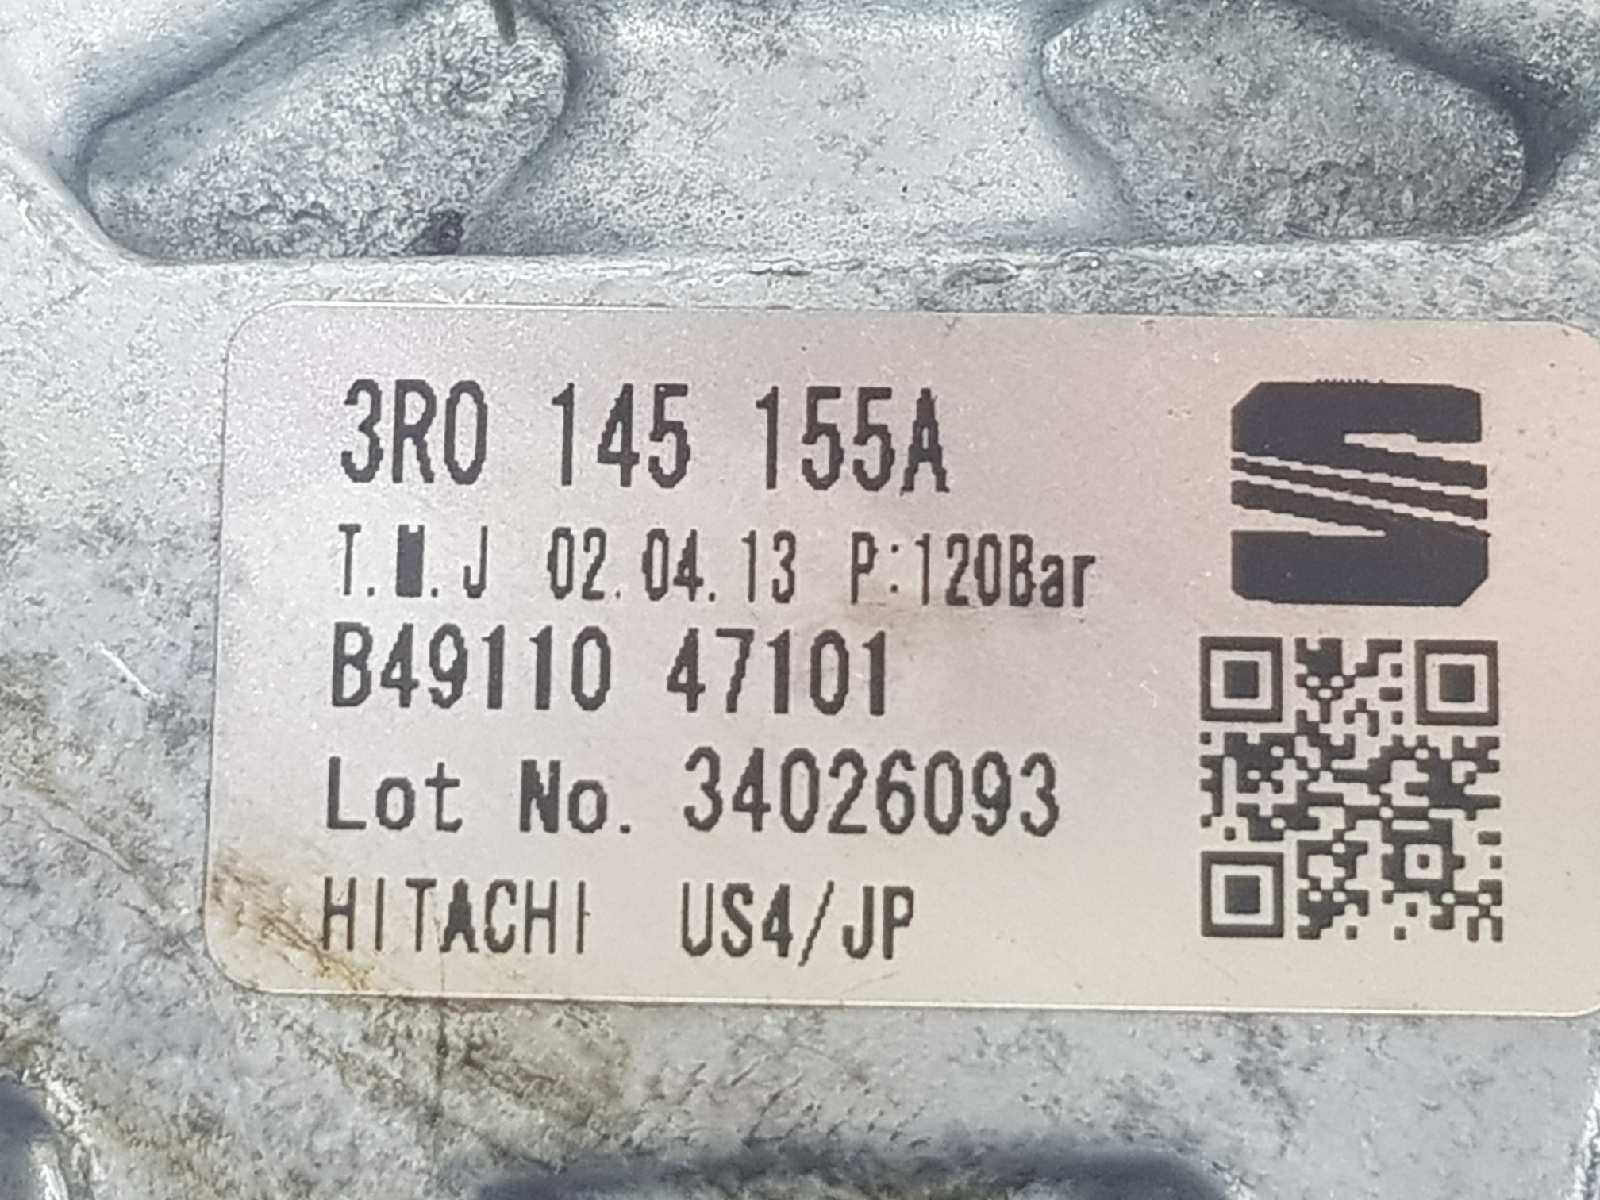 3R0 145 155A
T.W.J 02.04.13 P:120Bar
B49110 47101
Lot No. 34026093
HITACHI US4/JP